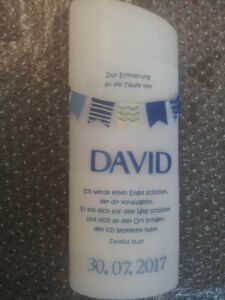 Zur Erinnerung
an die Taufe von
DAVID
Ich werde einen Engel schicken,
der dir vorausgeht.
Er soll dich auf dem Weg schützen
und dich an den Ort bringen,
den ich bestimmt habe.
Exodus 23,20
30.07.2017